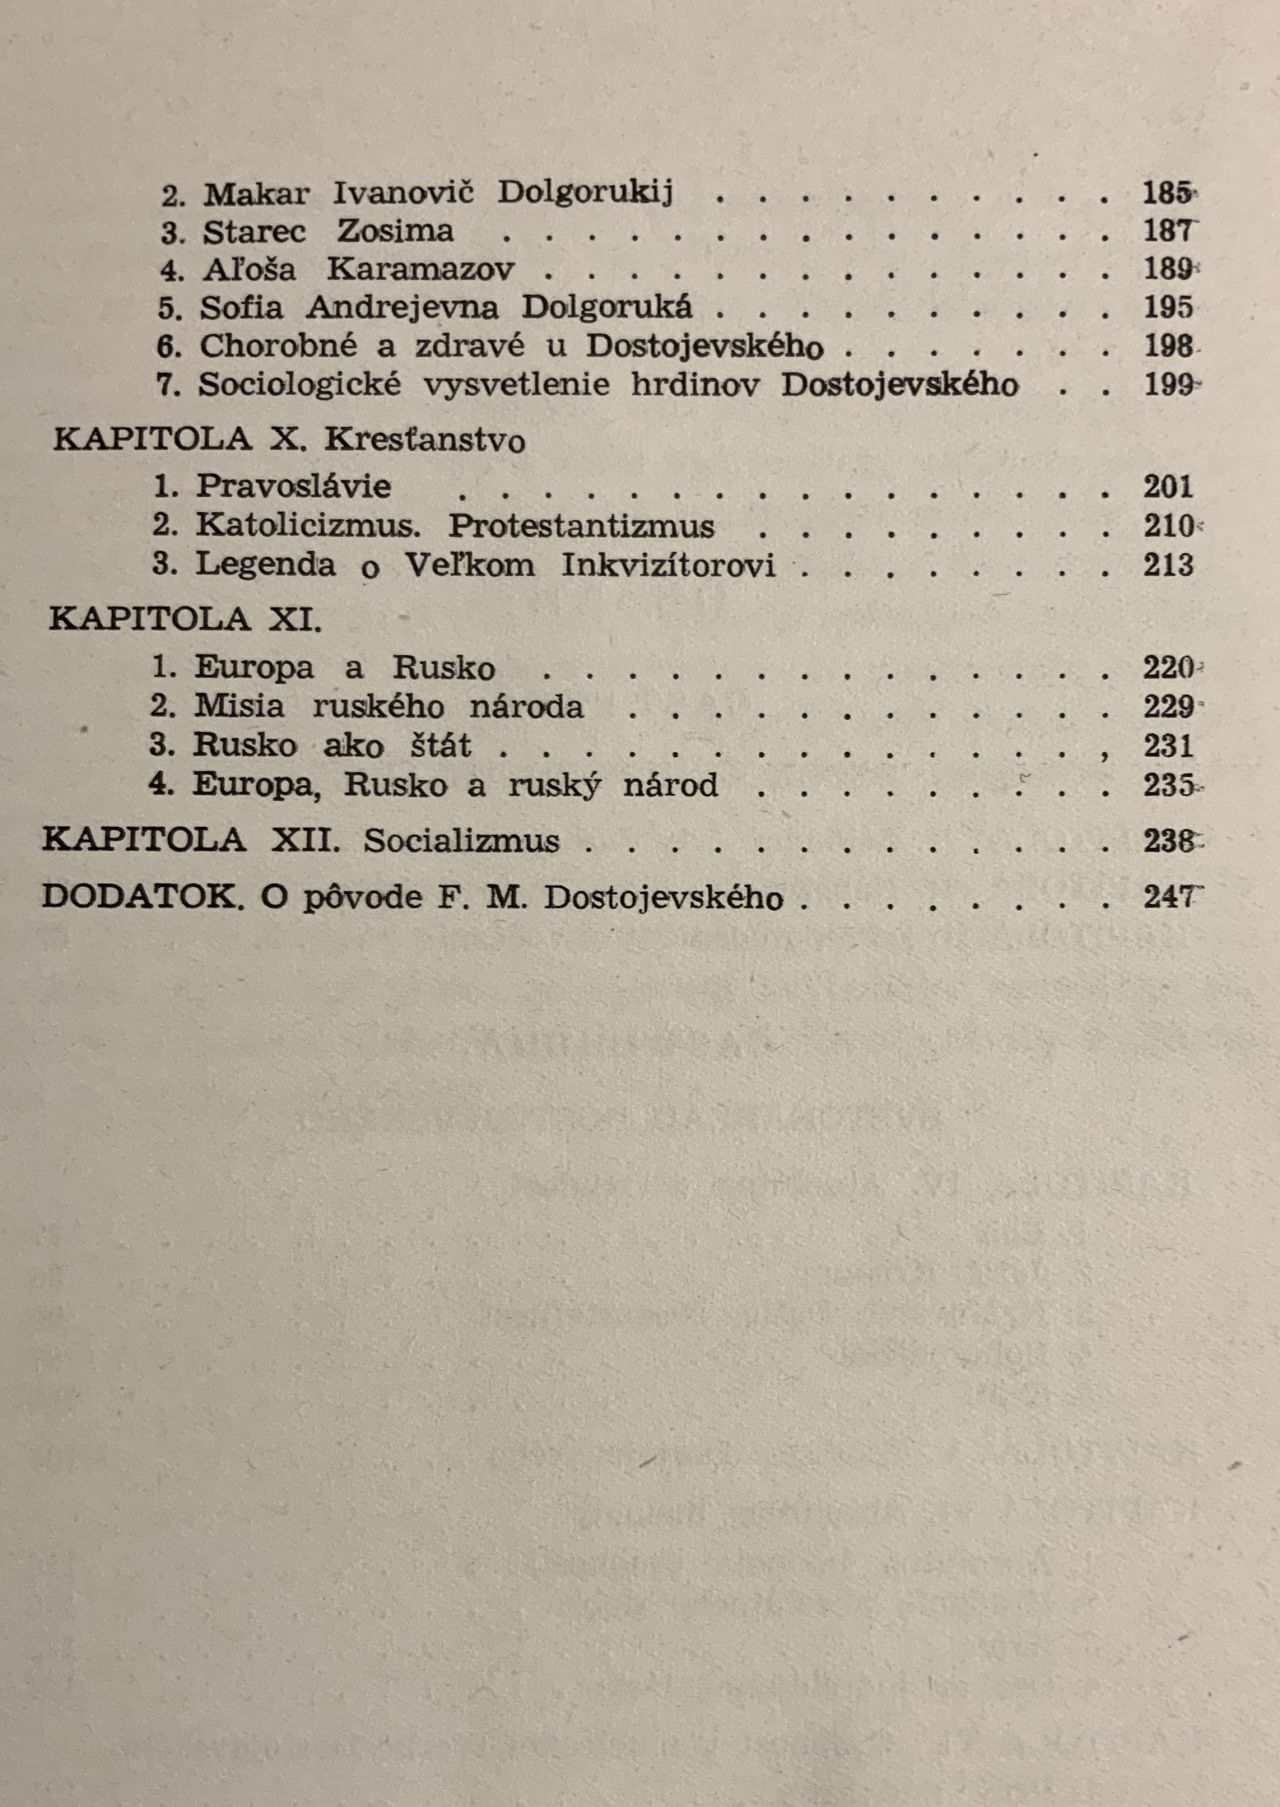 2. Makar Ivanovič Dolgorukij . . . . . . . . . . 185
3. Starec Zosima . . . . . . . . . . . . . . . 187
4. Aľoša Karamazov . . . . . . . . . . . . . . 189
5. Sofia Andrejevna Dolgoruká . . . . . . . . . . 195
6. Chorobné a zdravé u Dostojevského . . . . . . . 198
7. Sociologické vysvetlenie hrdinov Dostojevského . . 199
KAPITOLA X. Kresťanstvo
1. Pravoslávie . . . . . . . . . . . . . . . . 201
2. Katolicizmus. Protestantizmus . . . . . . . . . 210
3. Legenda o Veľkom Inkvizítorovi . . . . . . . . 213
KAPITOLA XI.
1. Europa a Rusko . . . . . . . . . . . . . . 220
2. Misia ruského národa . . . . . . . . . . . . 229
3. Rusko ako štát . . . . . . . . . . . . . . , 231
4. Europa, Rusko a ruský národ . . . . . . . . . 235
KAPITOLA XII. Socializmus . . . . . . . . . . . . . 238
DODATOK. O pôvode F. M. Dostojevského . . . . . . . . 247